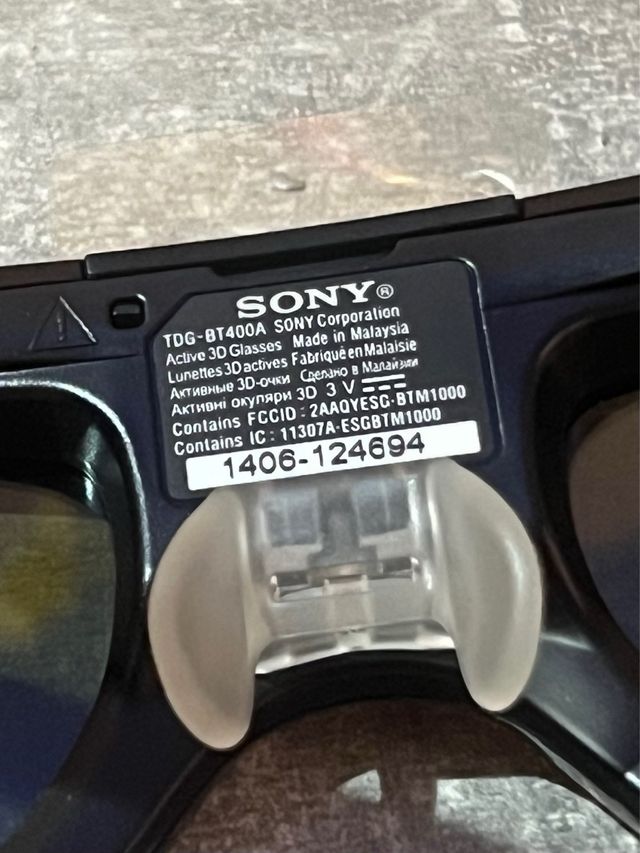 SONY®
TDG-BT400A SONY Corporation
Active 3D Glasses Made in Malaysia
Lunettes 3D actives Fabriqué en Malaisie
Активные 3D-очки Сделано в Малайзии
Активні окуляри 3D 3 V
Contains FCCID : 2AAQYESG-BTM1000
Contains IC : 11307A-ESGBTM1000
1406-124694